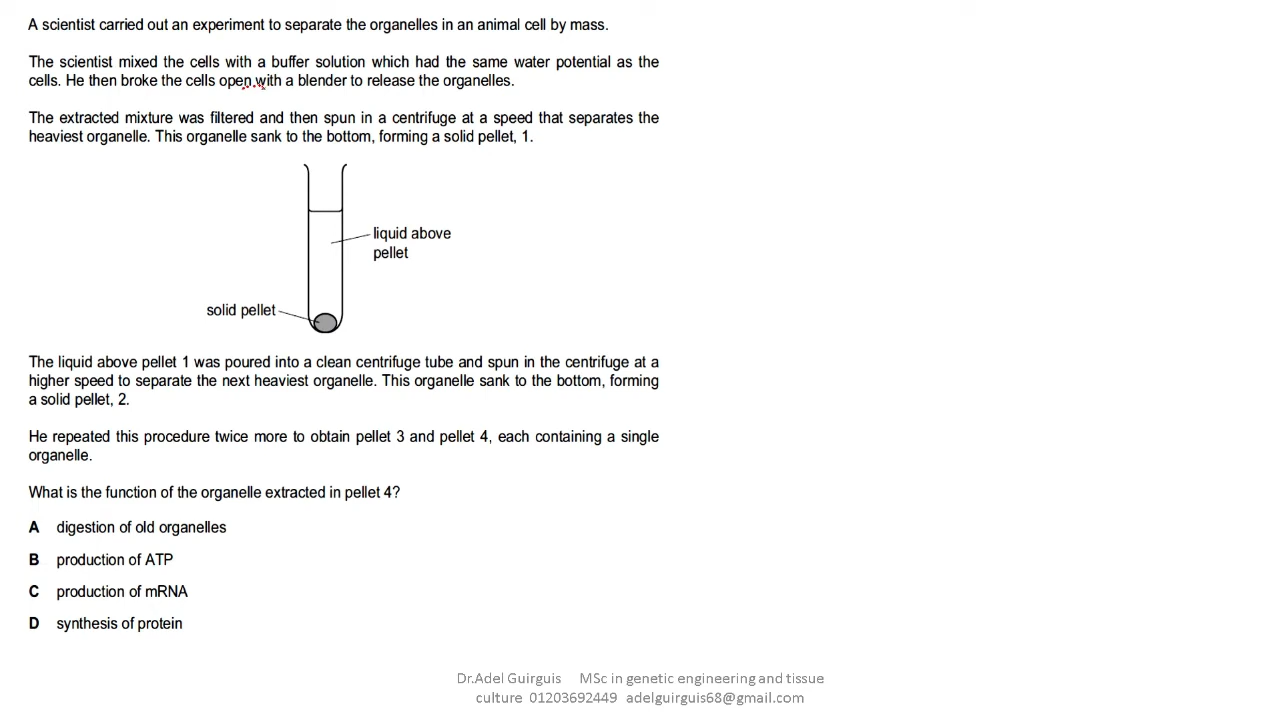 A scientist carried out an experiment to separate the organelles in an animal cell by mass.
The scientist mixed the cells with a buffer solution which had the same water potential as the
cells. He then broke the cells open with a blender to release the organelles.
The extracted mixture was filtered and then spun in a centrifuge at a speed that separates the
heaviest organelle. This organelle sank to the bottom, forming a solid pellet, 1.
liquid above
pellet
solid pellet
The liquid above pellet 1 was poured into a clean centrifuge tube and spun in the centrifuge at a
higher speed to separate the next heaviest organelle. This organelle sank to the bottom, forming
a solid pellet, 2.
He repeated this procedure twice more to obtain pellet 3 and pellet 4, each containing a single
organelle.
What is the function of the organelle extracted in pellet 4?
A digestion of old organelles
B production of ATP
C production of mRNA
D synthesis of protein
Dr.Adel Guirguis MSc in genetic engineering and tissue
culture 01203692449 adelguirguis68@gmail.com